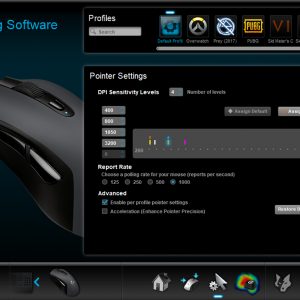 g Software
Profiles
Search
Default Profil
Overwatch
Prey (2017)
PUBG
Sid Meier's C
Pointer Settings
DPI Sensitivity Levels
4
Number of levels
400
800
1050
3200
0
+ Assign Default
Assig
200
Report Rate
Choose a polling rate for your mouse (reports per second)
125
250
500
1000
Advanced
Enable per profile pointer settings
Acceleration (Enhance Pointer Precision)
Restore D